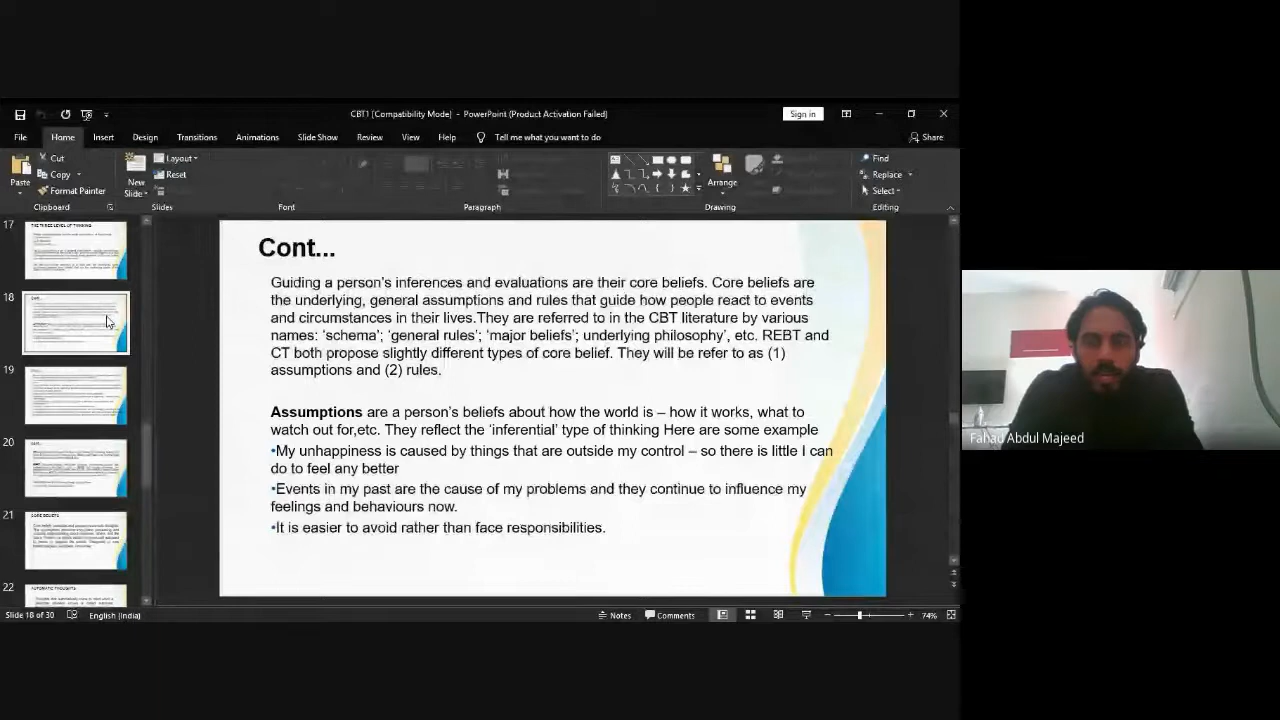 CBT1 [Compatibility Mode] - PowerPoint (Product Activation Failed)
Sign in
File Home Insert Design Transitions Animations Slide Show Review View Help Tell me what you want to do Share
Paste
Cut
Copy
Format Painter
Clipboard
New
Slide
Layout
Reset
Slides
Font
Paragraph
Arrange
Drawing
Find
Replace
Select
Editing
17
THE THREE LEVEL OF THINKING
18
19
20
21
CORE BELIEFS
22
AUTOMATIC THOUGHTS
Cont...
Guiding a person's inferences and evaluations are their core beliefs. Core beliefs are
the underlying, general assumptions and rules that guide how people react to events
and circumstances in their lives.They are referred to in the CBT literature by various
names: 'schema'; 'general rules'; 'major beliefs'; underlying philosophy', etc. REBT and
CT both propose slightly different types of core belief. They will be refer to as (1)
assumptions and (2) rules.
Assumptions are a person's beliefs about how the world is – how it works, what to
watch out for,etc. They reflect the 'inferential' type of thinking Here are some example
•My unhappiness is caused by things that are outside my control – so there is little I can
do to feel any better
•Events in my past are the cause of my problems and they continue to influence my
feelings and behaviours now.
•It is easier to avoid rather than face responsibilities.
Fahad Abdul Majeed
Slide 18 of 30 English (India) Notes Comments 74%